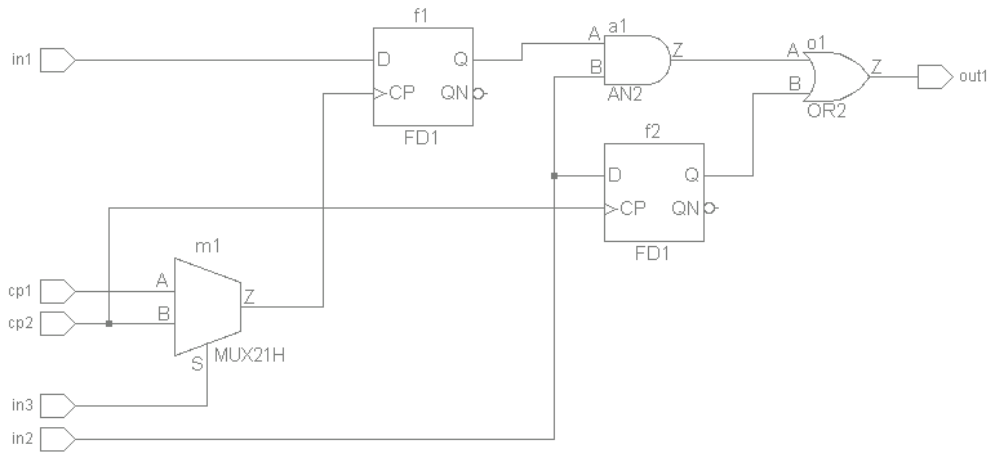 f1
in1
D
Q
CP
QN
FD1
a1
A
B
Z
AN2
o1
A
B
Z
OR2
out1
f2
D
Q
CP
QN
FD1
m1
cp1
A
cp2
B
Z
S
MUX21H
in3
in2